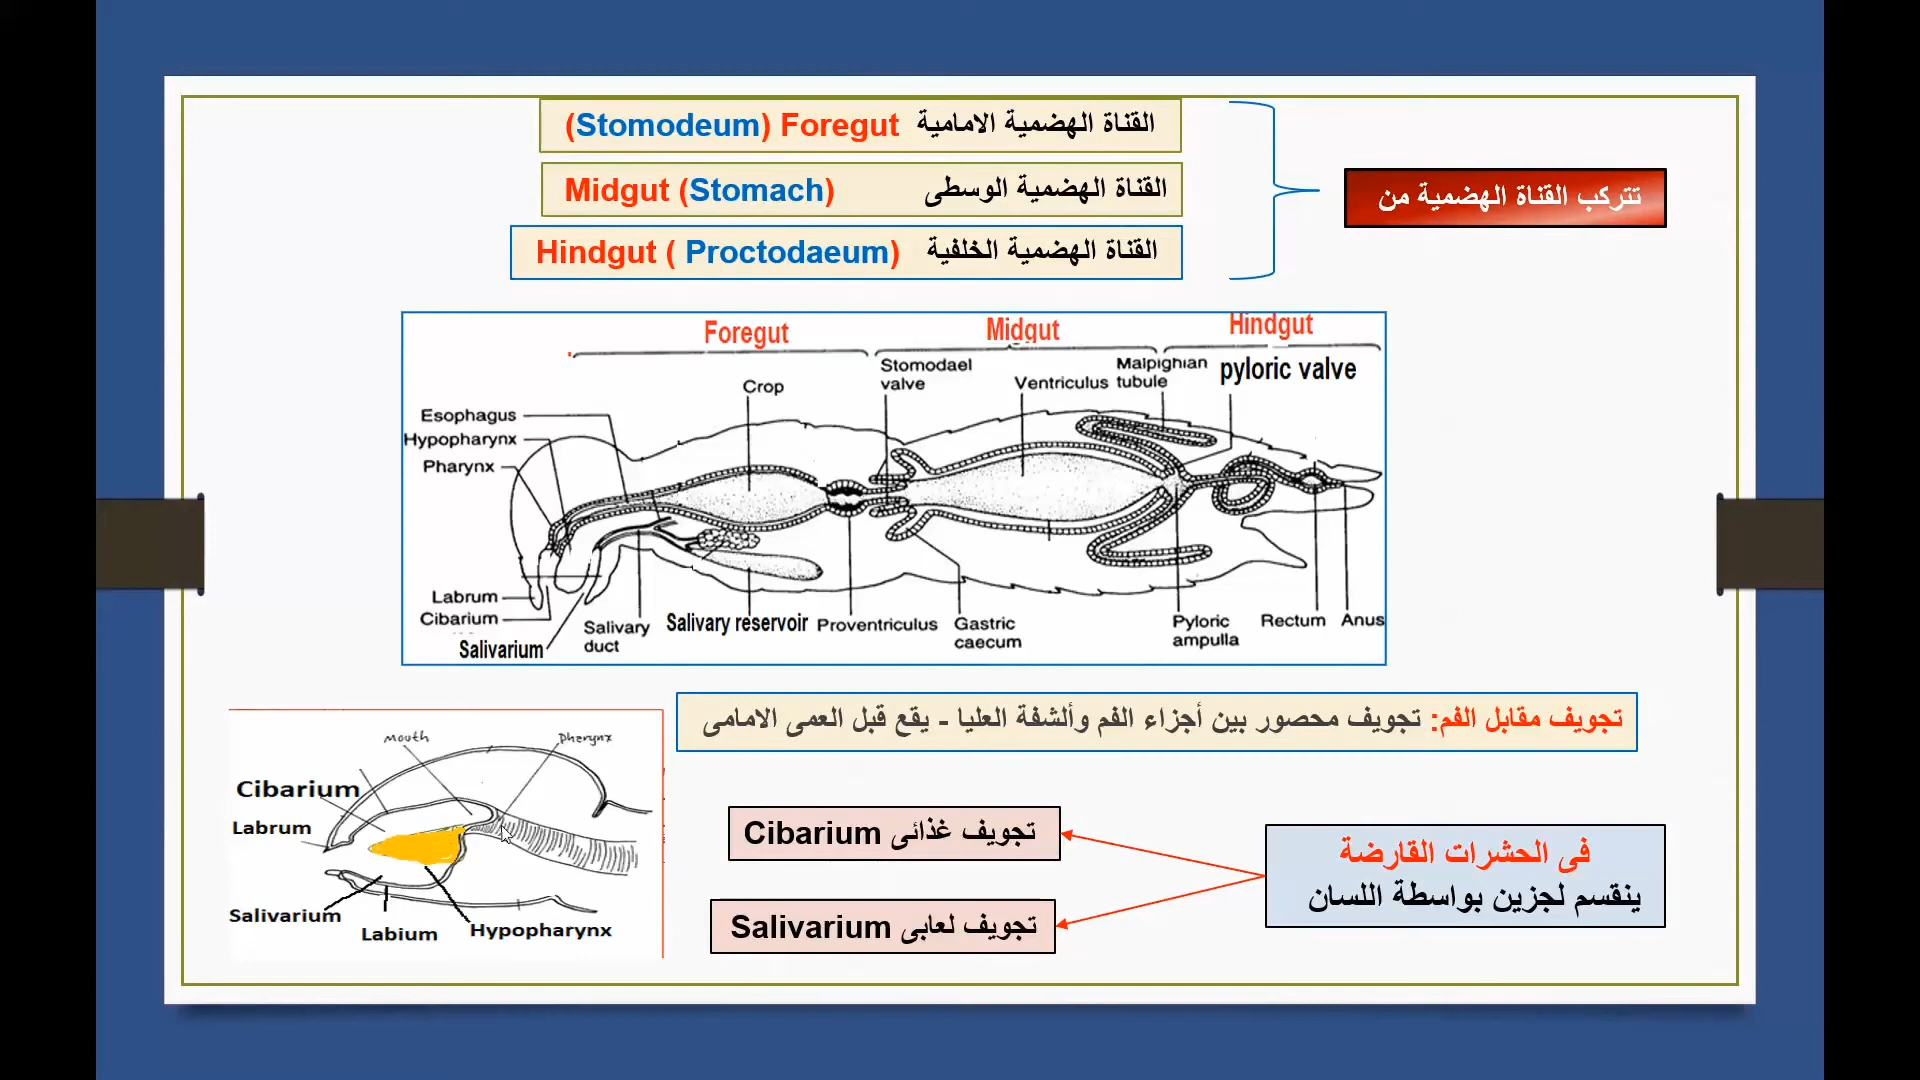 القناة الهضمية الامامية Foregut (Stomodeum)
القناة الهضمية الوسطى Midgut (Stomach)
القناة الهضمية الخلفية Hindgut ( Proctodaeum)
تتركب القناة الهضمية من
Foregut
Midgut
Hindgut
Crop
Stomodael
valve
Ventriculus
Malpighian
tubule
pyloric valve
Esophagus
Hypopharynx
Pharynx
Labrum
Cibarium
Salivarium
Salivary
duct
Salivary reservoir
Proventriculus
Gastric
caecum
Pyloric
ampulla
Rectum
Anus
تجويف مقابل الفم: تجويف محصور بين أجزاء الفم وألشفة العليا - يقع قبل العمى الامامى
mouth
pharynx
Cibarium
Labrum
Salivarium
Labium
Hypopharynx
فى الحشرات القارضة
ينقسم لجزين بواسطة اللسان
تجويف غذائى Cibarium
تجويف لعابى Salivarium